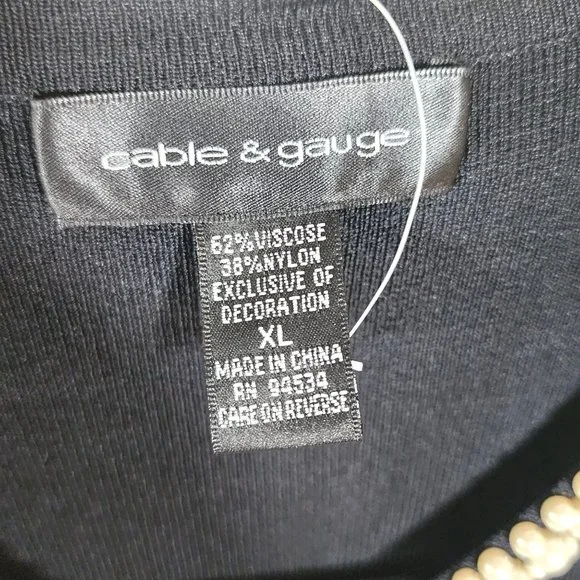 cable & gauge
62% VISCOSE
38% NYLON
EXCLUSIVE OF
DECORATION
XL
MADE IN CHINA
RN 94534
CARE ON REVERSE